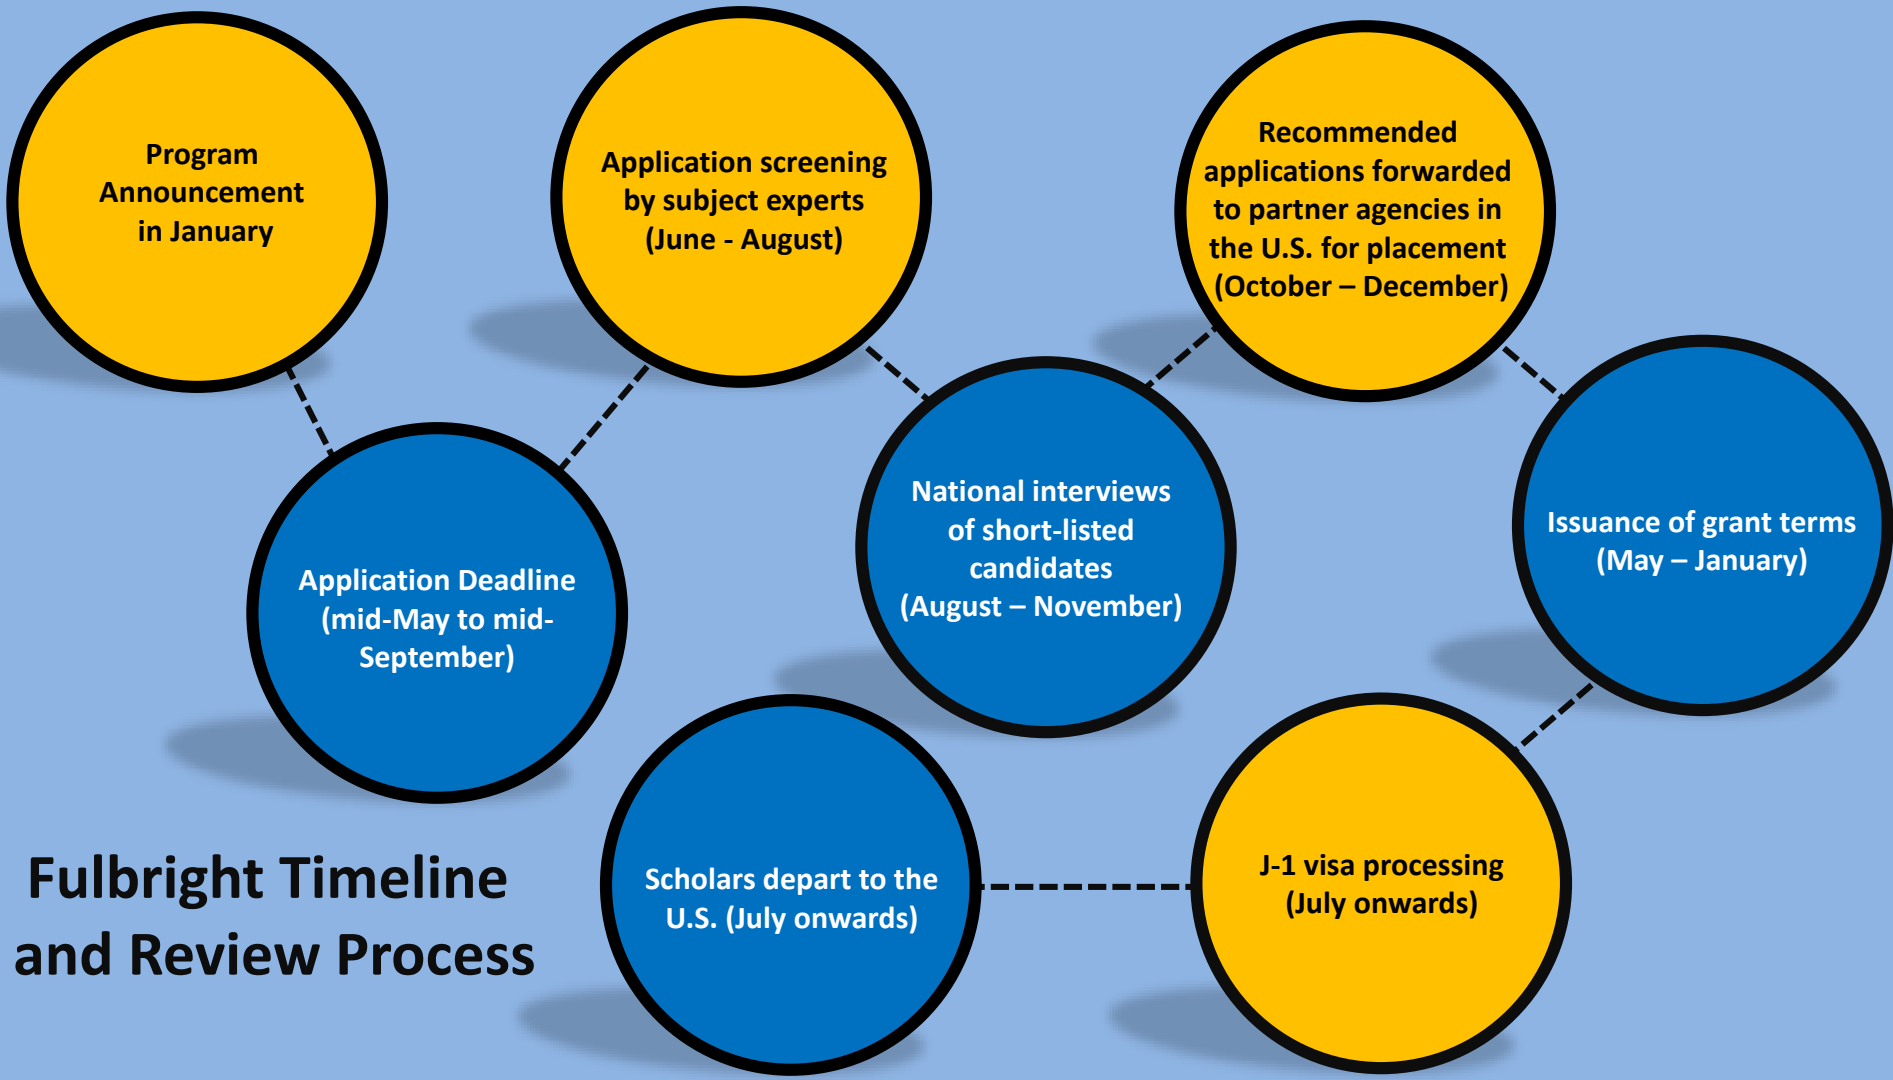 Program
Announcement
in January
Application Deadline
(mid-May to mid-
September)
Application screening
by subject experts
(June - August)
National interviews
of short-listed
candidates
(August – November)
Recommended
applications forwarded
to partner agencies in
the U.S. for placement
(October – December)
Issuance of grant terms
(May – January)
J-1 visa processing
(July onwards)
Scholars depart to the
U.S. (July onwards)
Fulbright Timeline
and Review Process